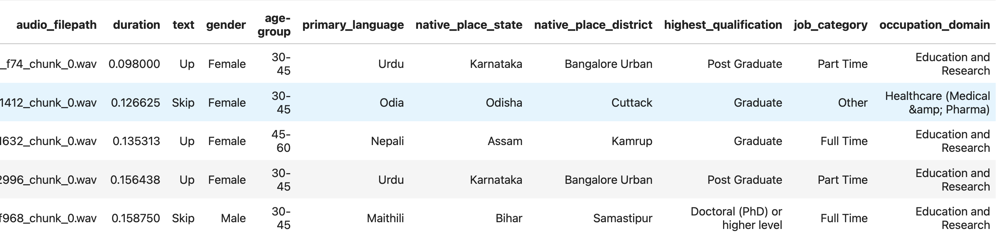 audio_filepath duration text gender age-group primary_language native_place_state native_place_district highest_qualification job_category occupation_domain
_f74_chunk_0.wav 0.098000 Up Female 30-45 Urdu Karnataka Bangalore Urban Post Graduate Part Time Education and Research
1412_chunk_0.wav 0.126625 Skip Female 30-45 Odia Odisha Cuttack Graduate Other Healthcare (Medical &amp; Pharma)
1632_chunk_0.wav 0.135313 Up Female 45-60 Nepali Assam Kamrup Graduate Full Time Education and Research
2996_chunk_0.wav 0.156438 Up Female 30-45 Urdu Karnataka Bangalore Urban Post Graduate Part Time Education and Research
f968_chunk_0.wav 0.158750 Skip Male 30-45 Maithili Bihar Samastipur Doctoral (PhD) or higher level Full Time Education and Research